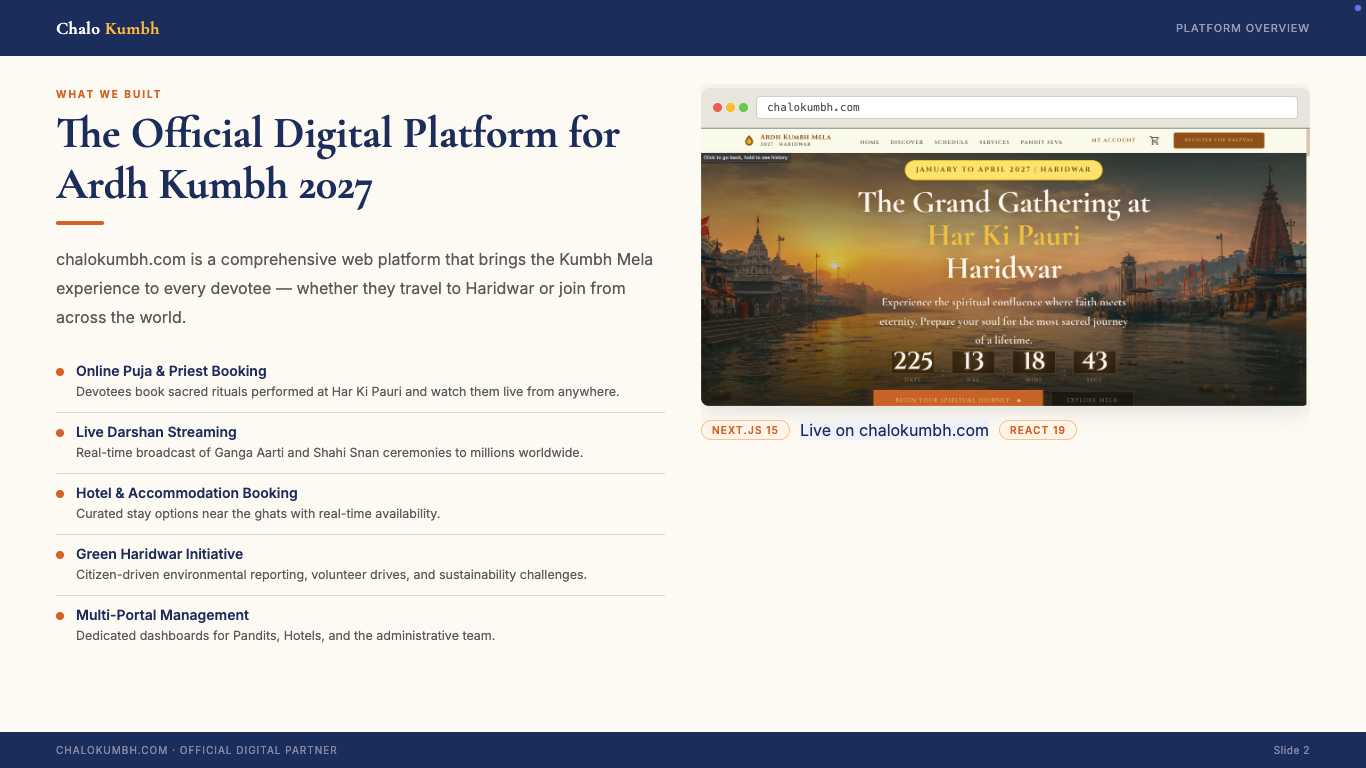 Chalo Kumbh
PLATFORM OVERVIEW
WHAT WE BUILT
The Official Digital Platform for
Ardh Kumbh 2027
chalokumbh.com is a comprehensive web platform that brings the Kumbh Mela
experience to every devotee — whether they travel to Haridwar or join from
across the world.
Online Puja & Priest Booking
Devotees book sacred rituals performed at Har Ki Pauri and watch them live from anywhere.
Live Darshan Streaming
Real-time broadcast of Ganga Aarti and Shahi Snan ceremonies to millions worldwide.
Hotel & Accommodation Booking
Curated stay options near the ghats with real-time availability.
Green Haridwar Initiative
Citizen-driven environmental reporting, volunteer drives, and sustainability challenges.
Multi-Portal Management
Dedicated dashboards for Pandits, Hotels, and the administrative team.
chalokumbh.com
ARDH KUMBH MELA
2027 · HARIDWAR
HOME DISCOVER SCHEDULE SERVICES PANDIT SEVA
MY ACCOUNT
REGISTER FOR KALPVAS
Click to go back, hold to see history
JANUARY TO APRIL 2027 | HARIDWAR
The Grand Gathering at
Har Ki Pauri
Haridwar
Experience the spiritual confluence where faith meets
eternity. Prepare your soul for the most sacred journey
of a lifetime.
225 : 13 : 18 : 43
DAYS HRS MINS SECS
BEGIN YOUR SPIRITUAL JOURNEY
EXPLORE MELA
NEXT.JS 15
Live on chalokumbh.com
REACT 19
CHALOKUMBH.COM · OFFICIAL DIGITAL PARTNER
Slide 2